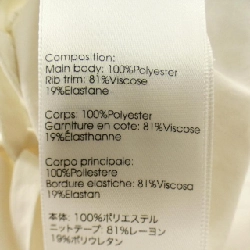 Composition:
Main body: 100%Polyester
Rib trim: 81%Viscose
19%Elastane
Corps: 100%Polyester
Garniture en cote: 81%Viscose
19%Élasthanne
Corpo principale:
100%Poliestere
Bordure elastiche: 81%Viscosa
19%Elastan
本体: 100%ポリエステル
ニットテープ: 81%レーヨン
19%ポリウレタン